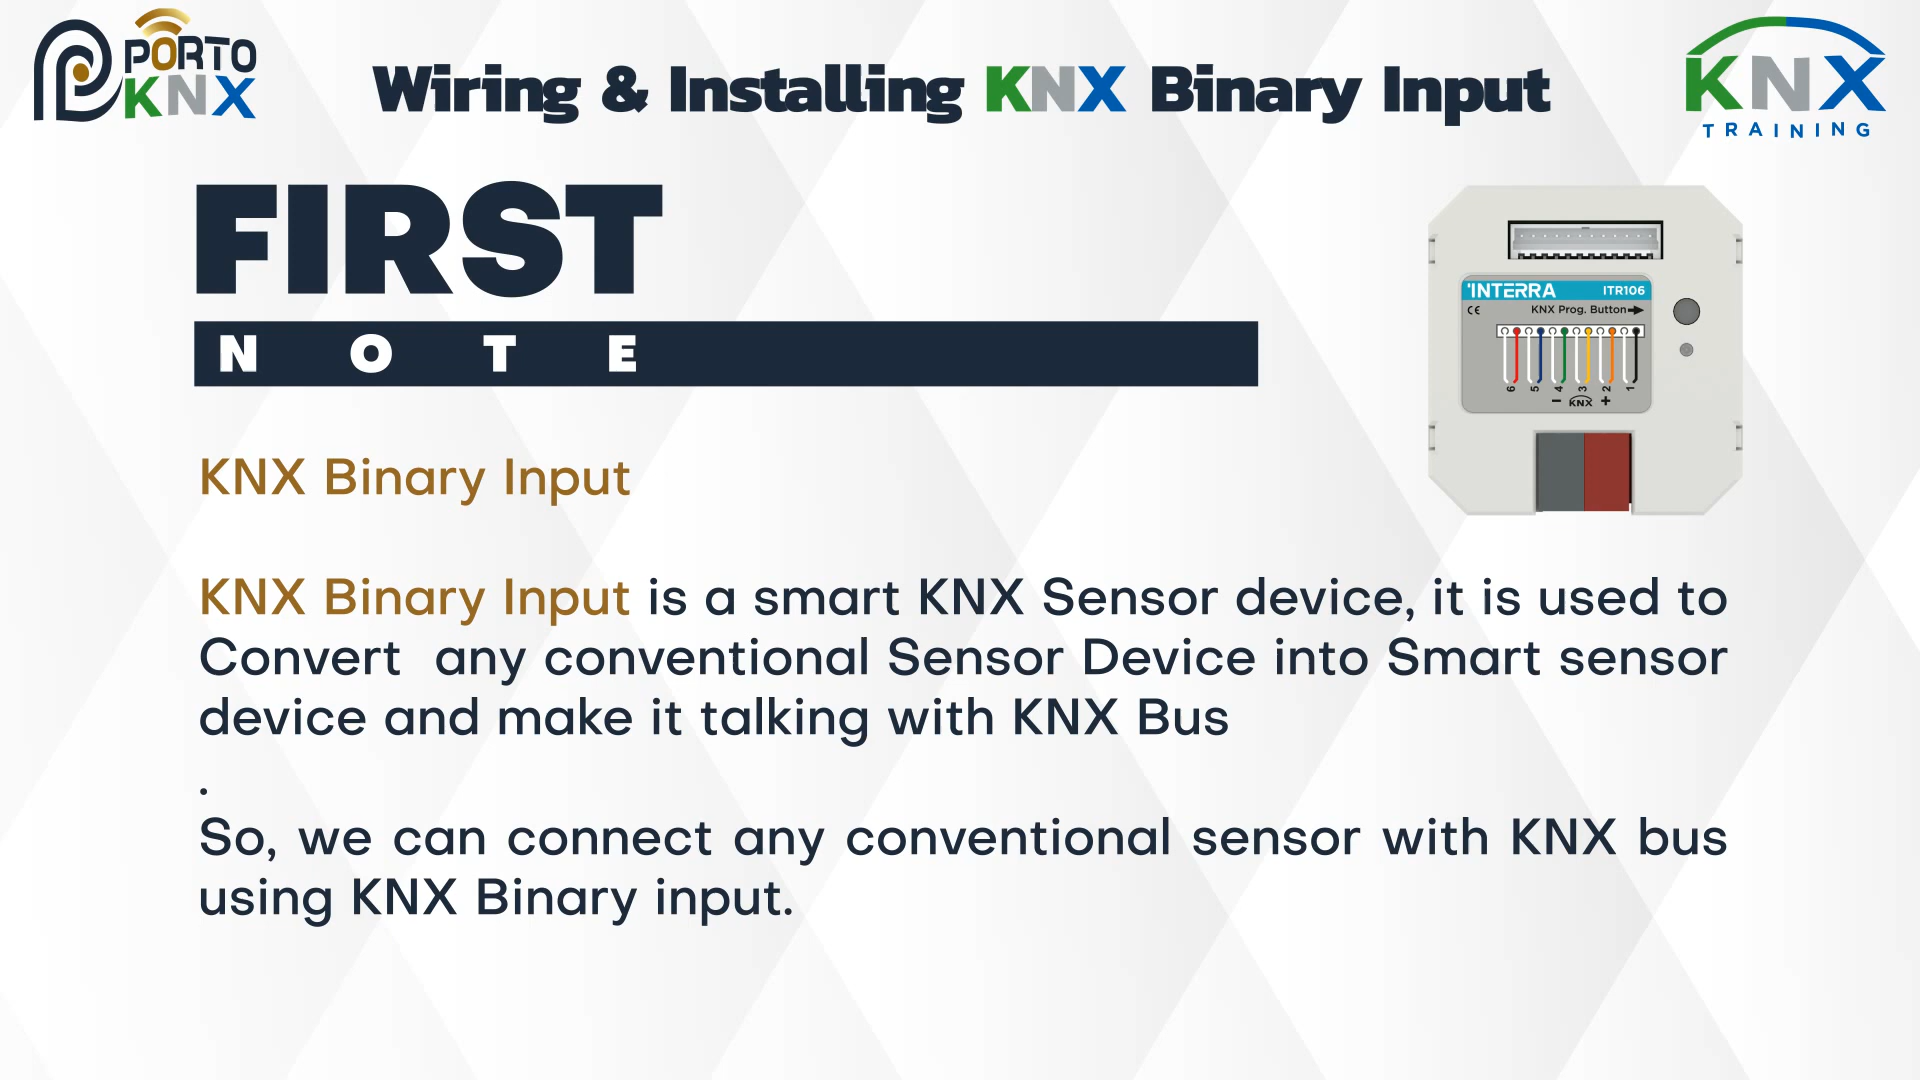 PORTO
KNX
Wiring & Installing KNX Binary Input
KNX
TRAINING
FIRST
NOTE
INTERRA ITR106
CE KNX Prog. Button
6 5 4 3 2 1
– KNX +
KNX Binary Input
KNX Binary Input is a smart KNX Sensor device, it is used to
Convert any conventional Sensor Device into Smart sensor
device and make it talking with KNX Bus
.
So, we can connect any conventional sensor with KNX bus
using KNX Binary input.